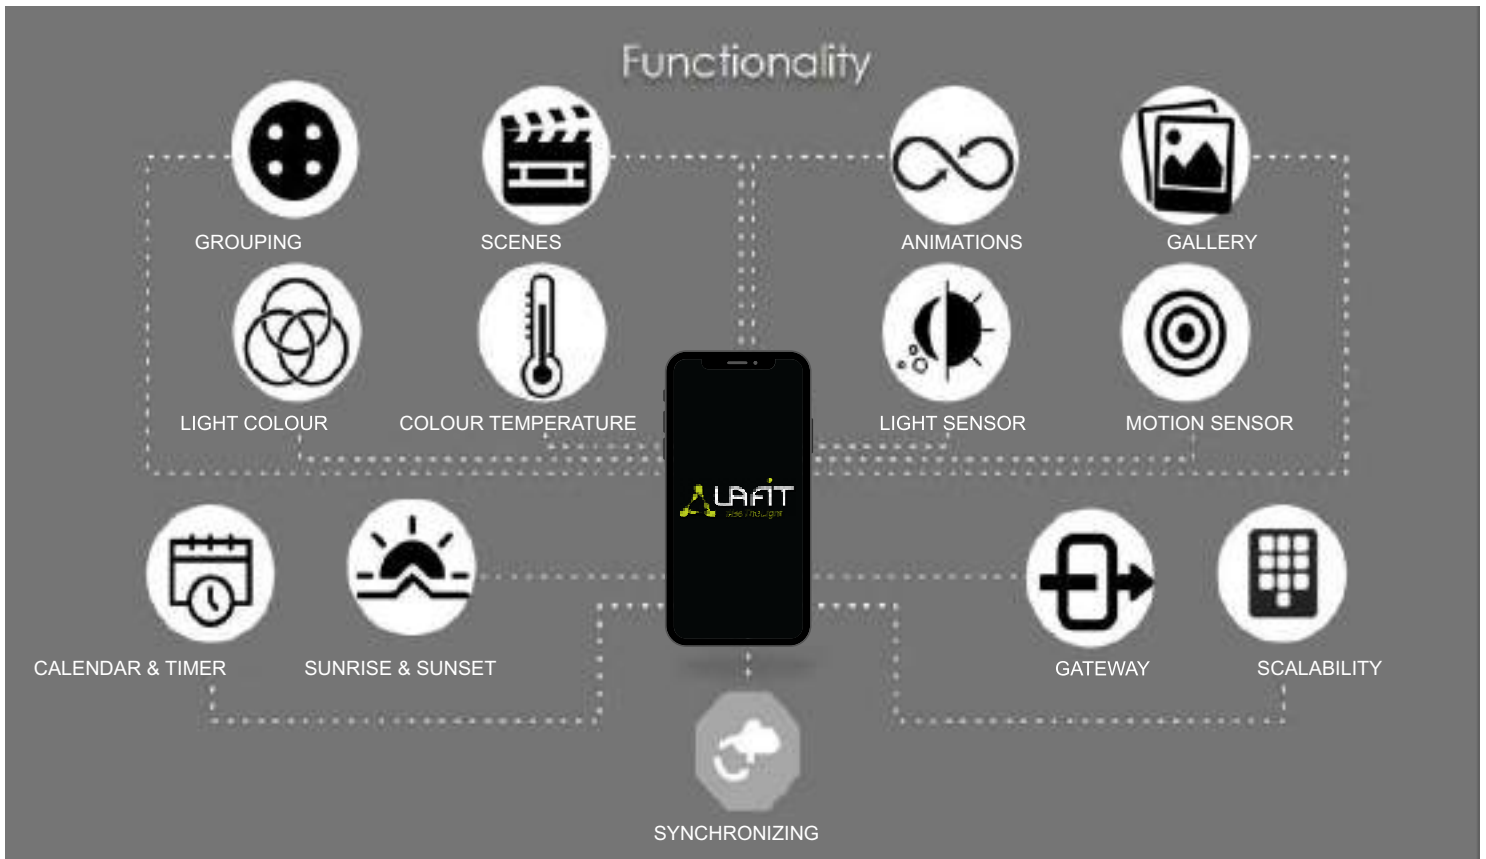 Functionality
GROUPING
SCENES
ANIMATIONS
GALLERY
LIGHT COLOUR
COLOUR TEMPERATURE
LIGHT SENSOR
MOTION SENSOR
LAFIT
CALENDAR & TIMER
SUNRISE & SUNSET
GATEWAY
SCALABILITY
SYNCHRONIZING